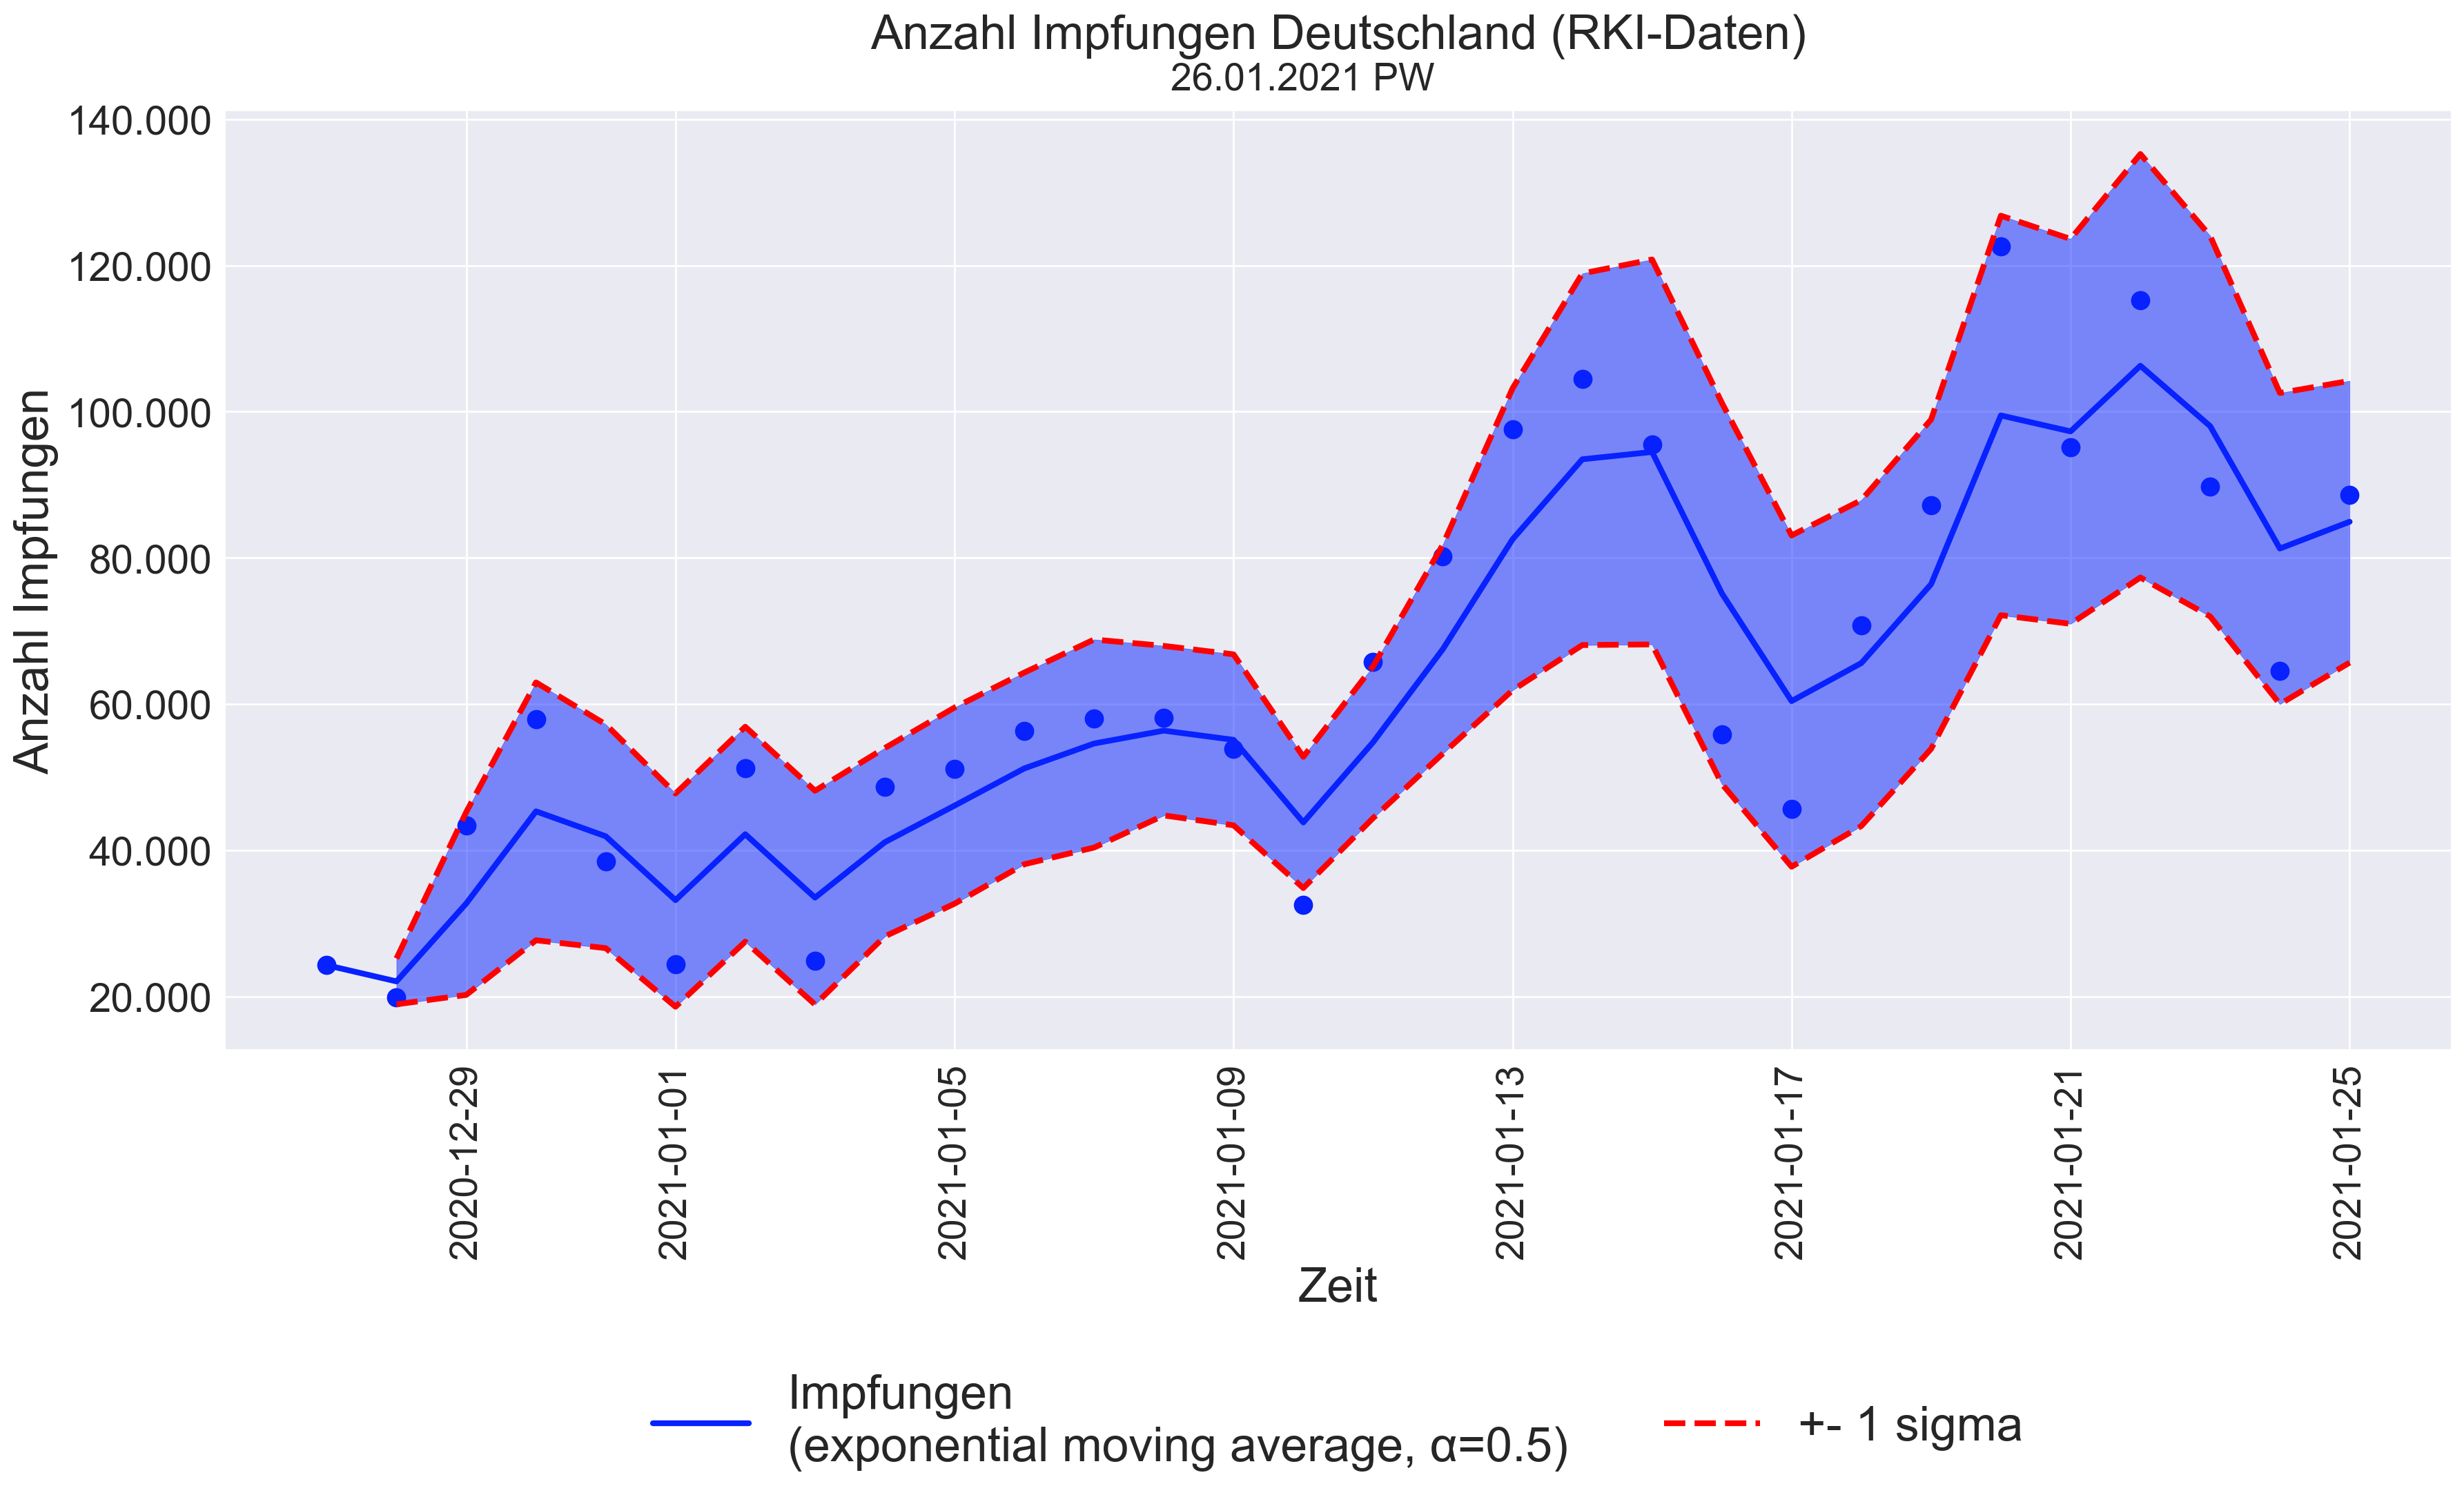 Anzahl Impfungen Deutschland (RKI-Daten)
26.01.2021 PW
Anzahl Impfungen
140.000
120.000
100.000
80.000
60.000
40.000
20.000
2020-12-29
2021-01-01
2021-01-05
2021-01-09
2021-01-13
2021-01-17
2021-01-21
2021-01-25
Zeit
Impfungen
(exponential moving average, α=0.5)
+- 1 sigma